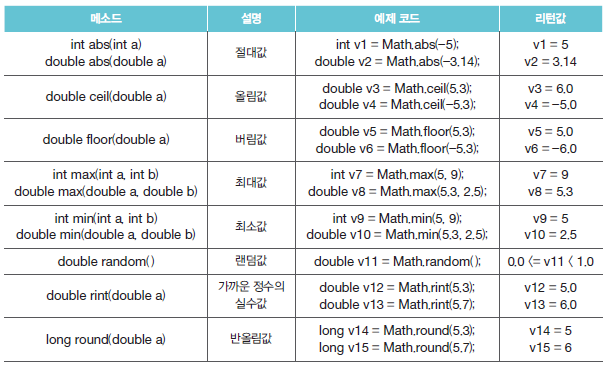 메소드 설명 예제 코드 리턴값
int abs(int a) 절대값 int v1 = Math.abs(-5); v1 = 5
double abs(double a) double v2 = Math.abs(-3.14); v2 = 3.14
double ceil(double a) 올림값 double v3 = Math.ceil(5.3); v3 = 6.0
double v4 = Math.ceil(-5.3); v4 = -5.0
double floor(double a) 버림값 double v5 = Math.floor(5.3); v5 = 5.0
double v6 = Math.floor(-5.3); v6 = -6.0
int max(int a, int b) 최대값 int v7 = Math.max(5, 9); v7 = 9
double max(double a, double b) double v8 = Math.max(5.3, 2.5); v8 = 5.3
int min(int a, int b) 최소값 int v9 = Math.min(5, 9); v9 = 5
double min(double a, double b) double v10 = Math.min(5.3, 2.5); v10 = 2.5
double random() 랜덤값 double v11 = Math.random(); 0.0 <= v11 < 1.0
double rint(double a) 가까운 정수의 double v12 = Math.rint(5.3); v12 = 5.0
실수값 double v13 = Math.rint(5.7); v13 = 6.0
long round(double a) 반올림값 long v14 = Math.round(5.3); v14 = 5
long v15 = Math.round(5.7); v15 = 6